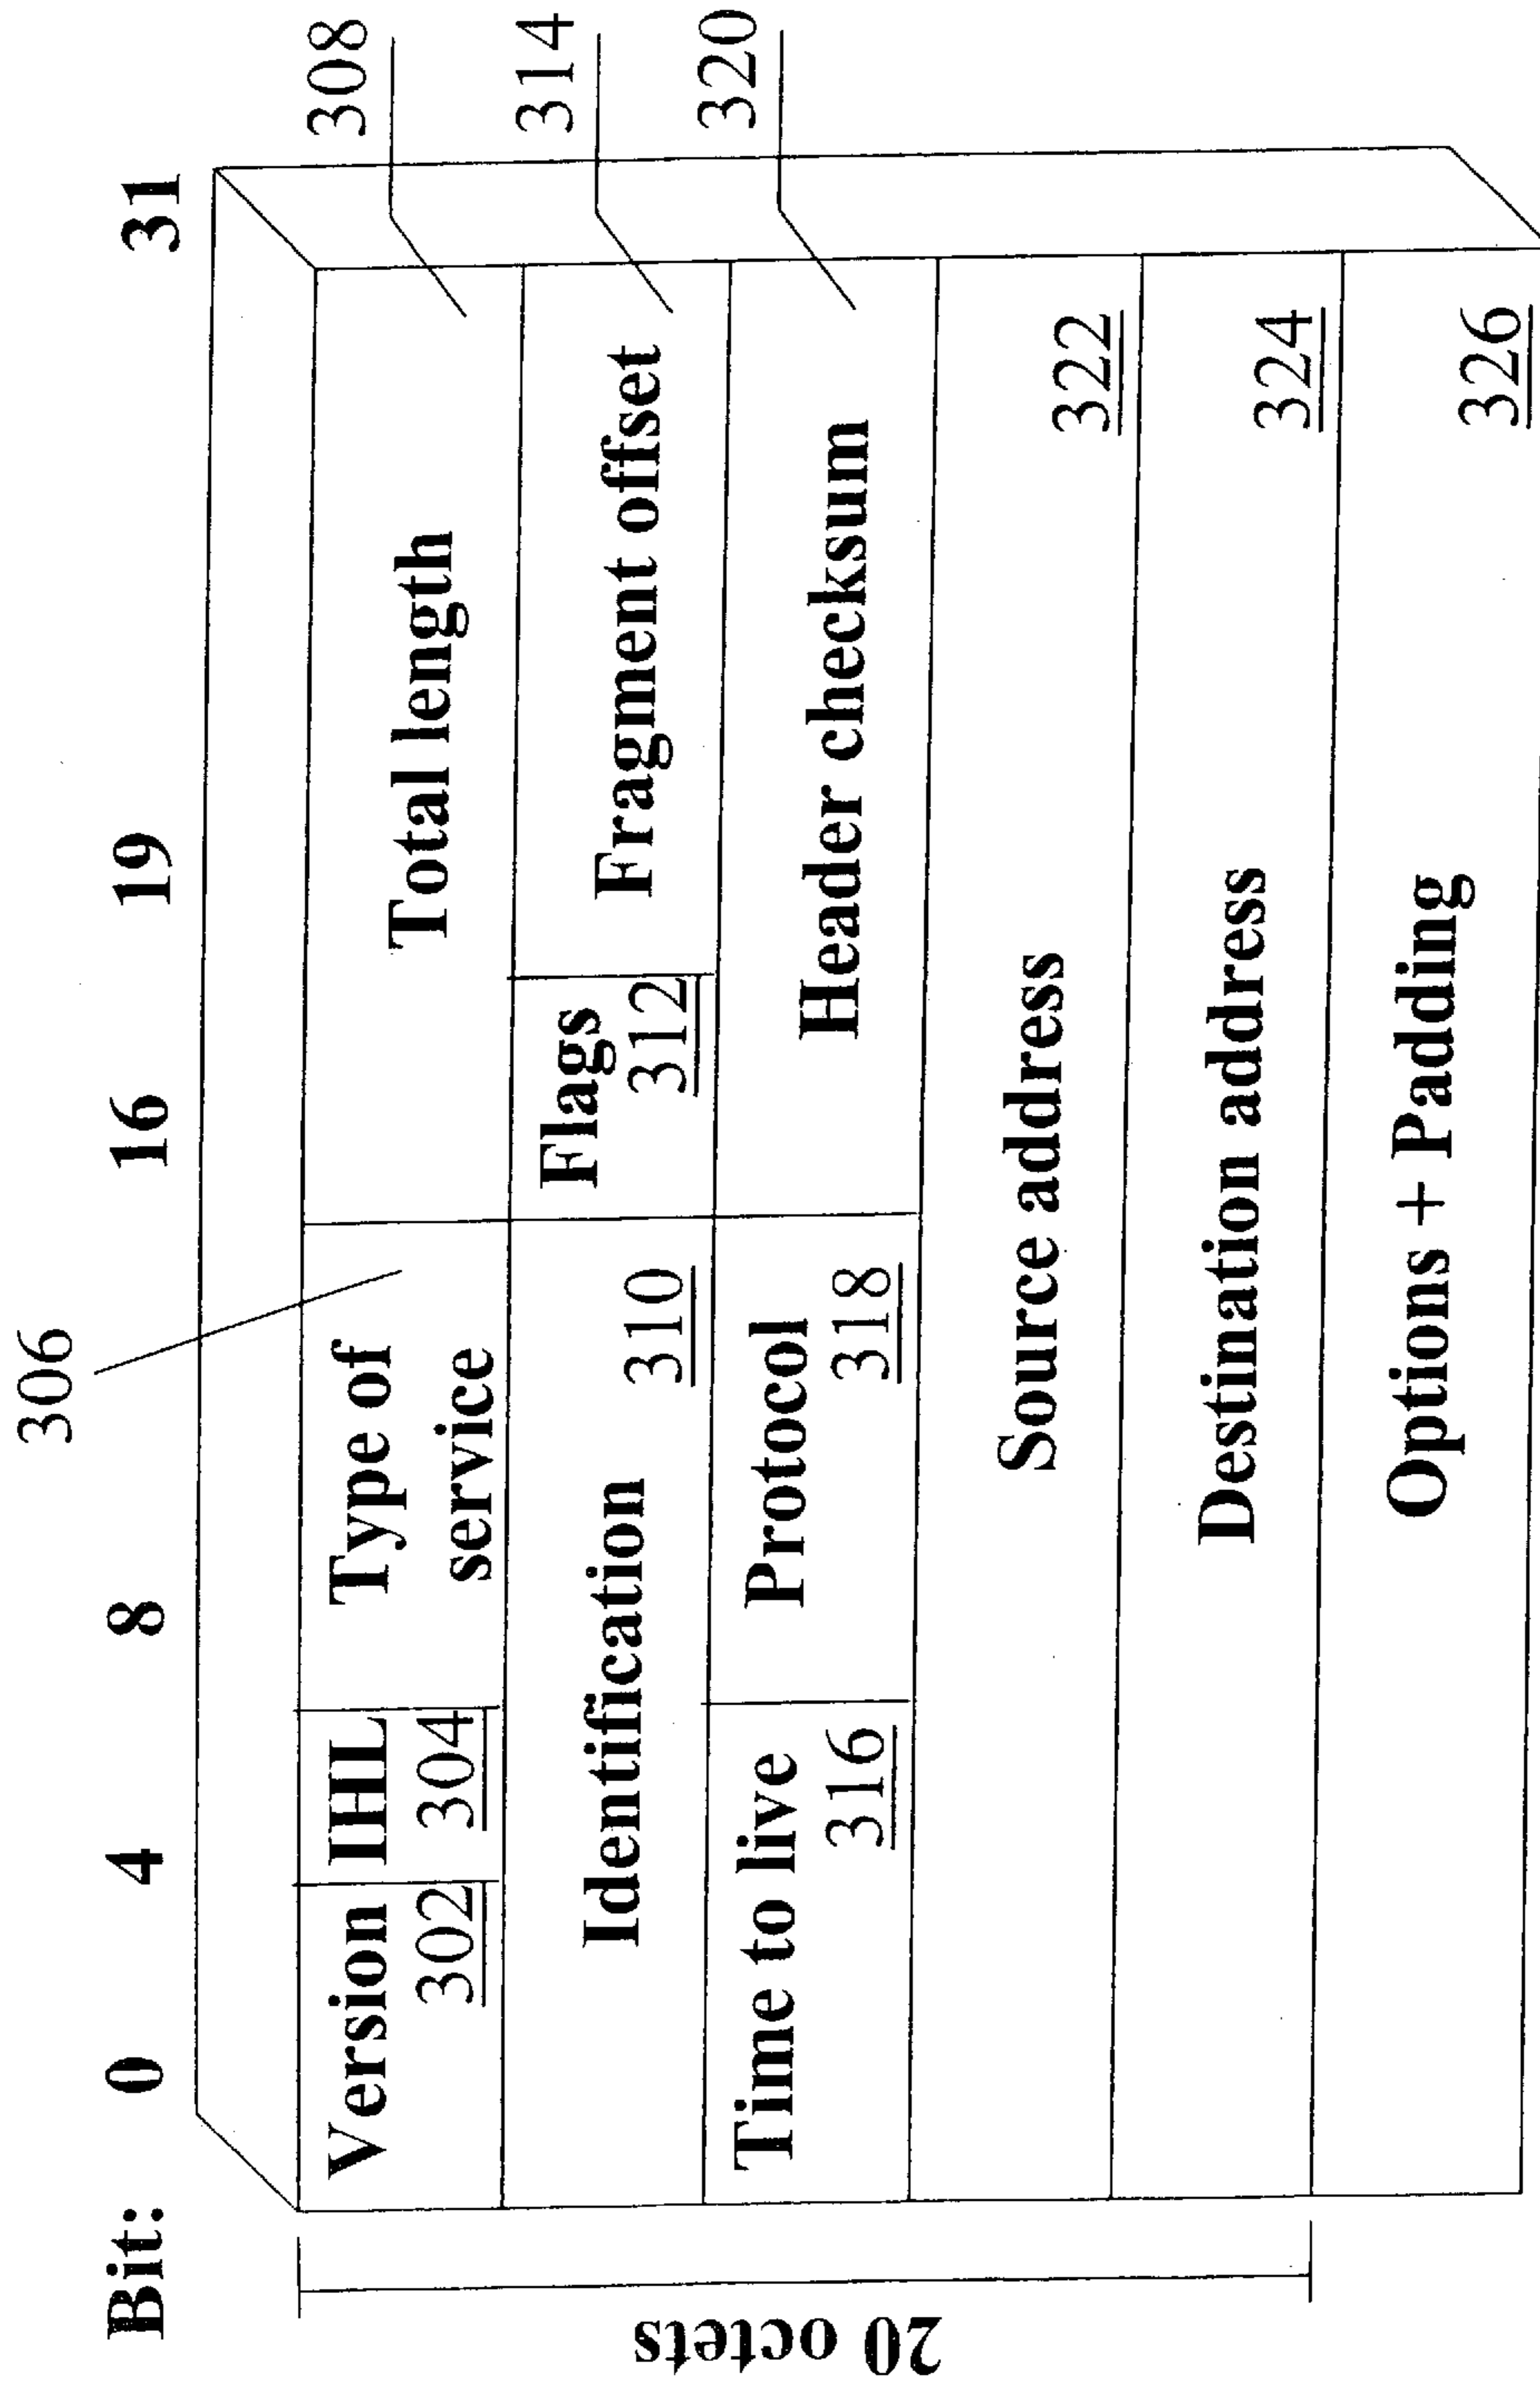 306
Bit: 0 4 8 16 19 31
308
314
320
20 octets
Version
302
IHL
304
Type of
service
Total length
Identification
310
Flags
312
Fragment offset
Time to live
316
Protocol
318
Header checksum
Source address
322
Destination address
324
Options + Padding
326